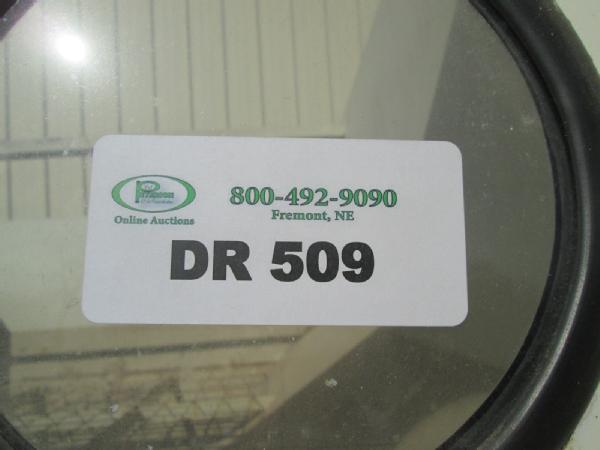 800-492-9090
Fremont, NE
Online Auctions
DR 509